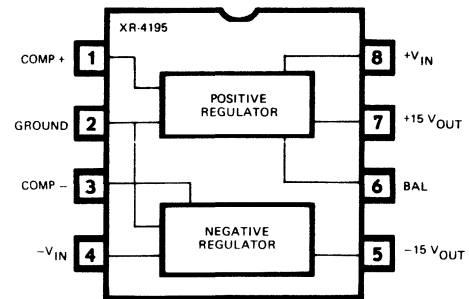 XR-4195
COMP + 1
GROUND 2
COMP – 3
–VIN 4
POSITIVE
REGULATOR
NEGATIVE
REGULATOR
8 +VIN
7 +15 VOUT
6 BAL
5 –15 VOUT